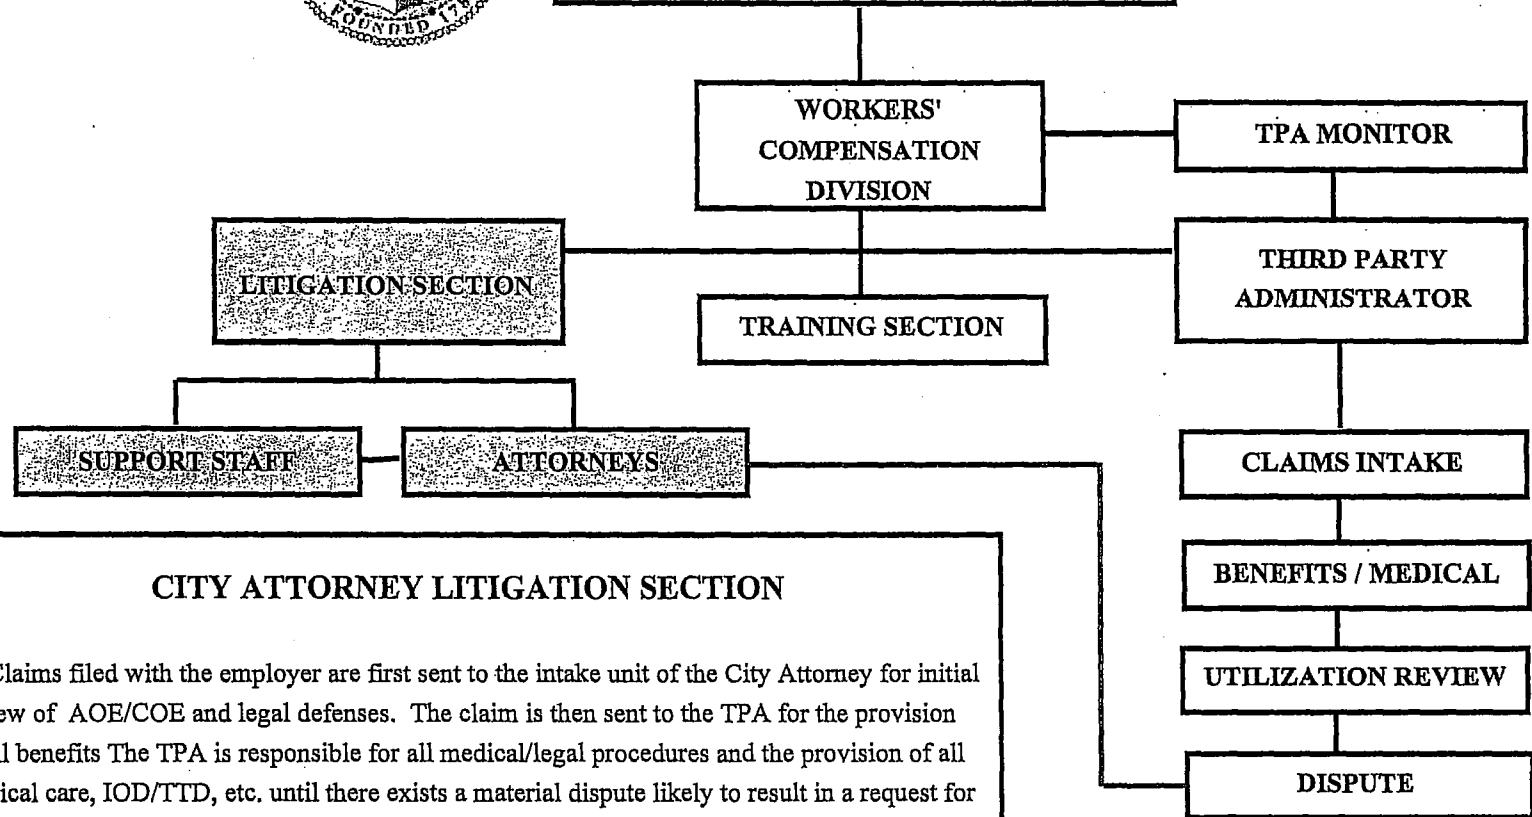 FOUNDED 17
WORKERS'
COMPENSATION
DIVISION
TPA MONITOR
LITIGATION SECTION
THIRD PARTY
ADMINISTRATOR
TRAINING SECTION
SUPPORT STAFF
ATTORNEYS
CLAIMS INTAKE
BENEFITS / MEDICAL
UTILIZATION REVIEW
DISPUTE
CITY ATTORNEY LITIGATION SECTION
Claims filed with the employer are first sent to the intake unit of the City Attorney for initial
ew of AOE/COE and legal defenses. The claim is then sent to the TPA for the provision
l benefits The TPA is responsible for all medical/legal procedures and the provision of all
ical care, IOD/TTD, etc. until there exists a material dispute likely to result in a request for